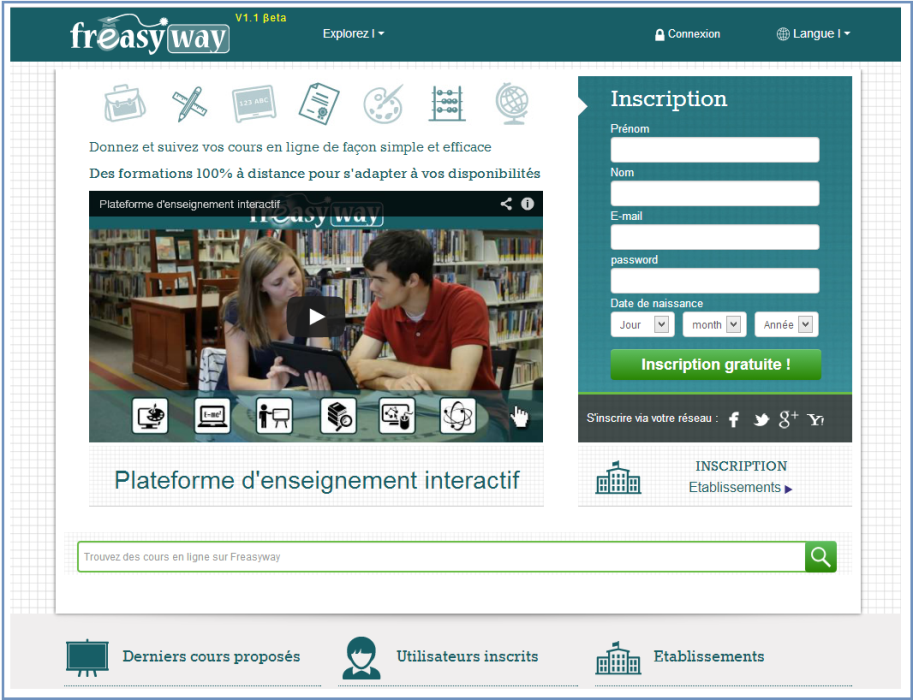 V1.1 βeta
freasyway
Explorez l
Connexion
Langue l
123 ABC
Donnez et suivez vos cours en ligne de façon simple et efficace
Des formations 100% à distance pour s'adapter à vos disponibilités
Plateforme d'enseignement interactif
freasyway
E=mc²
Plateforme d'enseignement interactif
Inscription
Prénom
Nom
E-mail
password
Date de naissance
Jour
month
Année
Inscription gratuite !
S'inscrire via votre réseau :
f
g+
Y!
INSCRIPTION
Etablissements
Trouvez des cours en ligne sur Freasyway
Derniers cours proposés
Utilisateurs inscrits
Etablissements